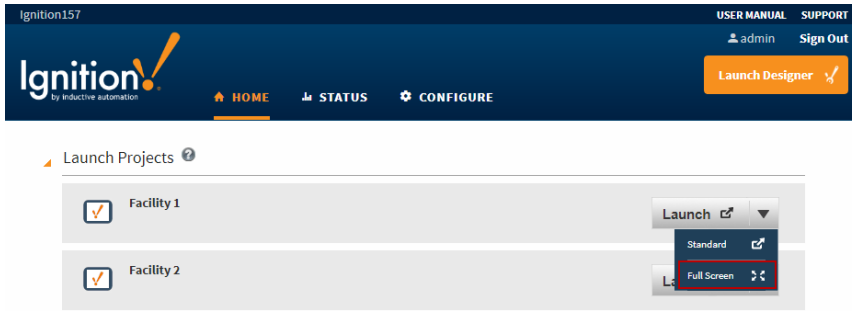 Ignition157
USER MANUAL SUPPORT
admin Sign Out
Ignition!
by inductive automation
Launch Designer
HOME STATUS CONFIGURE
Launch Projects ?
Facility 1
Launch
Standard
Full Screen
Facility 2